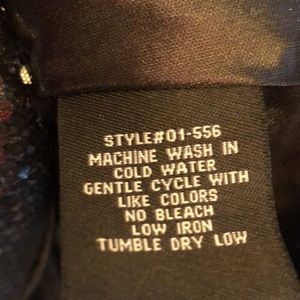 STYLE#01-556
MACHINE WASH IN
COLD WATER
GENTLE CYCLE WITH
LIKE COLORS
NO BLEACH
LOW IRON
TUMBLE DRY LOW